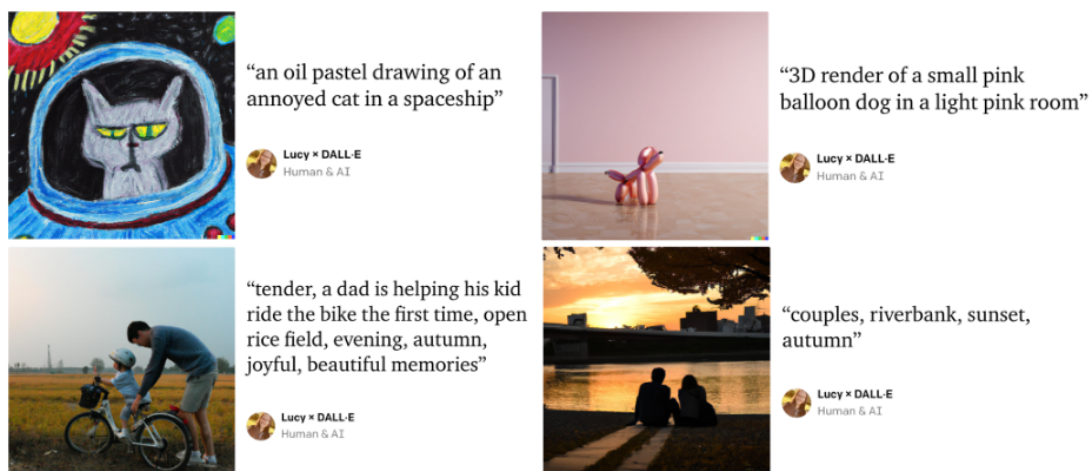 “an oil pastel drawing of an
annoyed cat in a spaceship”
Lucy × DALL·E
Human & AI
“3D render of a small pink
balloon dog in a light pink room”
Lucy × DALL·E
Human & AI
“tender, a dad is helping his kid
ride the bike the first time, open
rice field, evening, autumn,
joyful, beautiful memories”
Lucy × DALL·E
Human & AI
“couples, riverbank, sunset,
autumn”
Lucy × DALL·E
Human & AI